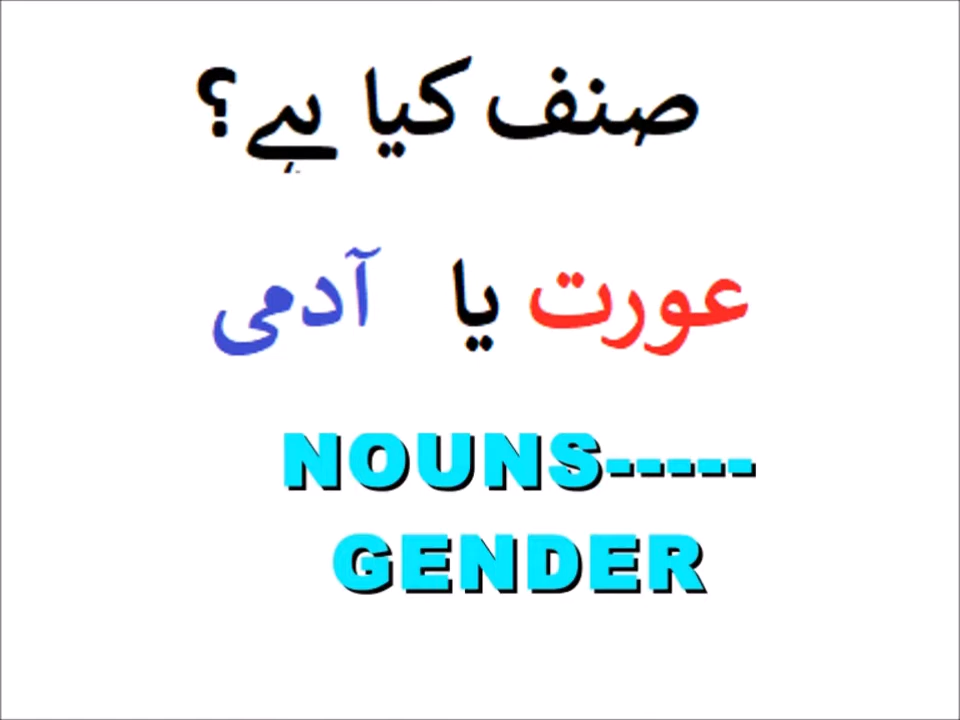 صنف کیا ہے؟
عورت یا آدمی
NOUNS-----
GENDER